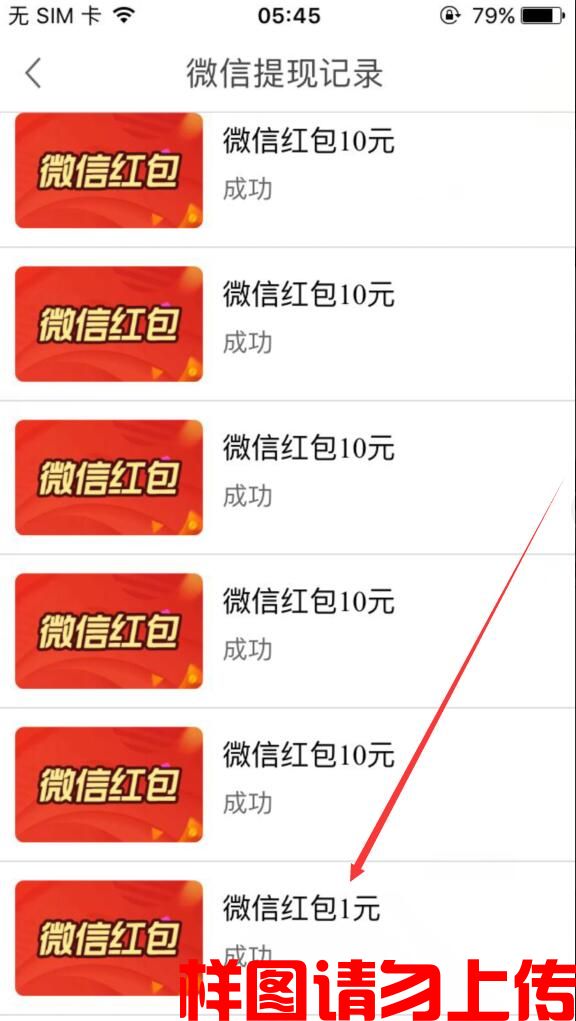 无 SIM 卡
05:45
79%
微信提现记录
微信红包
微信红包10元
成功
微信红包
微信红包10元
成功
微信红包
微信红包10元
成功
微信红包
微信红包10元
成功
微信红包
微信红包10元
成功
微信红包
微信红包1元
成功
样图请勿上传